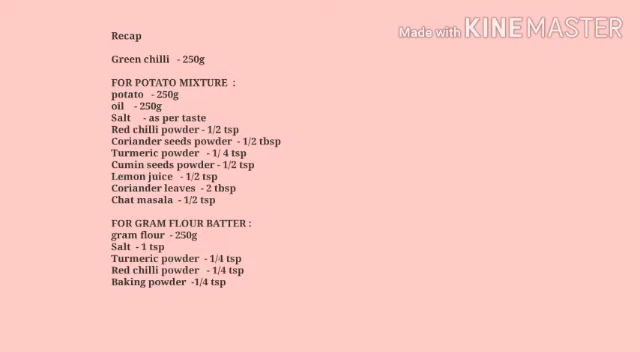 Recap
Made with KINEMASTER
Green chilli - 250g
FOR POTATO MIXTURE :
potato - 250g
oil - 250g
Salt - as per taste
Red chilli powder - 1/2 tsp
Coriander seeds powder - 1/2 tbsp
Turmeric powder - 1/ 4 tsp
Cumin seeds powder - 1/2 tsp
Lemon juice - 1/2 tsp
Coriander leaves - 2 tbsp
Chat masala - 1/2 tsp
FOR GRAM FLOUR BATTER :
gram flour - 250g
Salt - 1 tsp
Turmeric powder - 1/4 tsp
Red chilli powder - 1/4 tsp
Baking powder -1/4 tsp